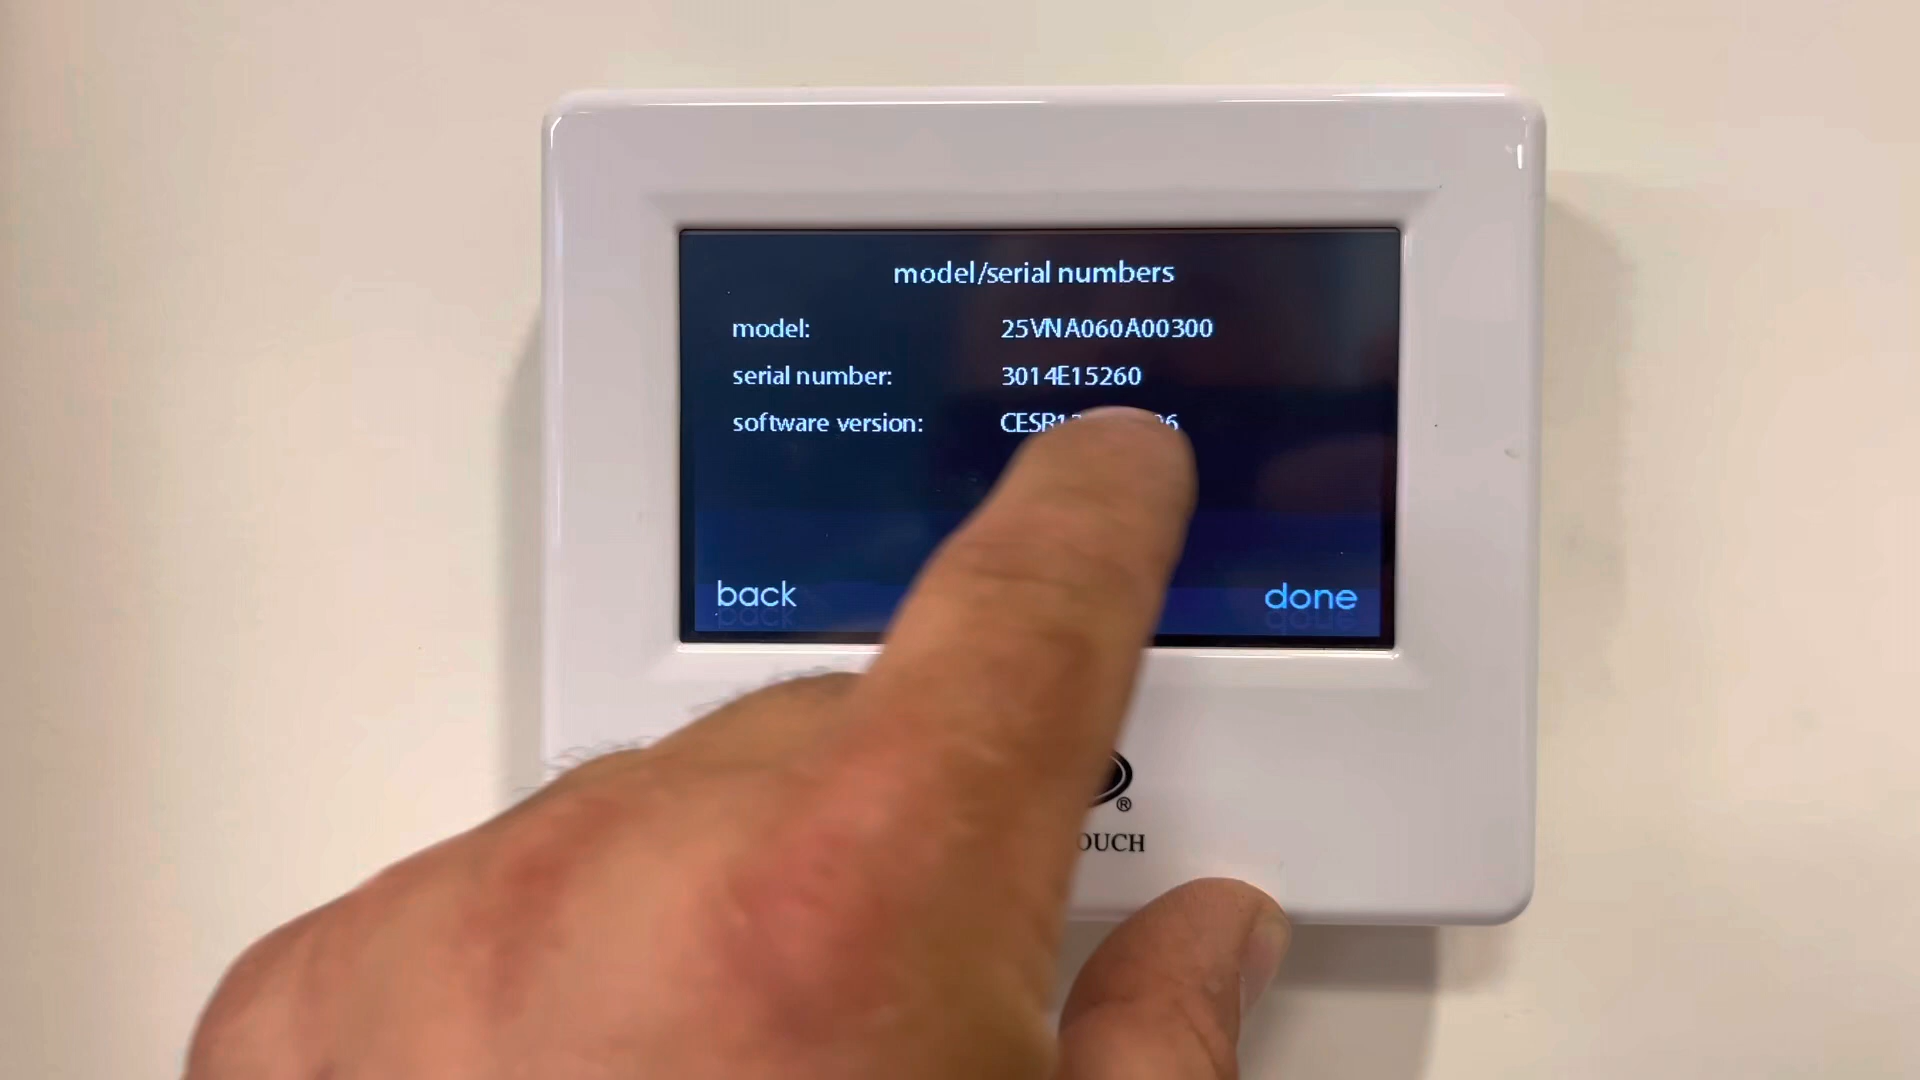 model/serial numbers
model: 25VNA060A00300
serial number: 3014E15260
software version:
back
done
®